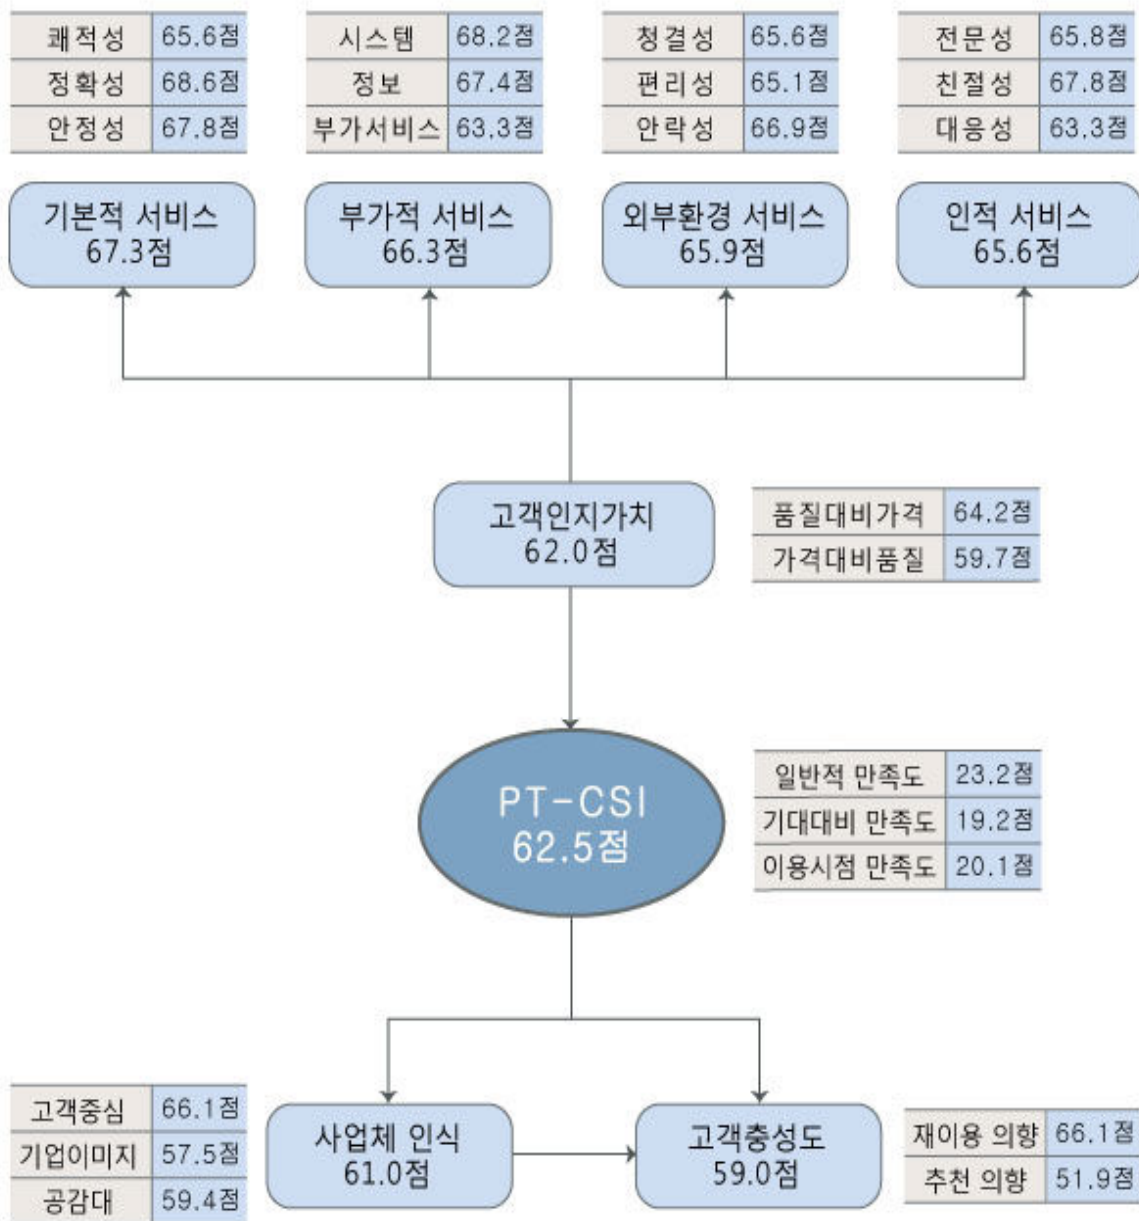 쾌적성 65.6점
정확성 68.6점
안정성 67.8점
시스템 68.2점
정보 67.4점
부가서비스 63.3점
청결성 65.6점
편리성 65.1점
안락성 66.9점
전문성 65.8점
친절성 67.8점
대응성 63.3점
기본적 서비스
67.3점
부가적 서비스
66.3점
외부환경 서비스
65.9점
인적 서비스
65.6점
고객인지가치
62.0점
품질대비가격 64.2점
가격대비품질 59.7점
PT-CSI
62.5점
일반적 만족도 23.2점
기대대비 만족도 19.2점
이용시점 만족도 20.1점
고객중심 66.1점
기업이미지 57.5점
공감대 59.4점
사업체 인식
61.0점
고객충성도
59.0점
재이용 의향 66.1점
추천 의향 51.9점